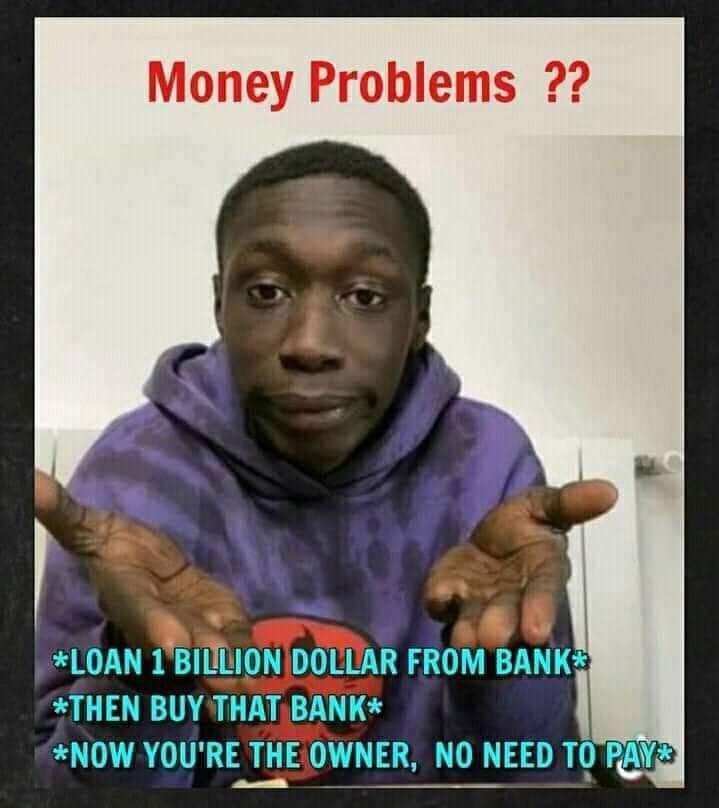 Money Problems ??
*LOAN 1 BILLION DOLLAR FROM BANK*
*THEN BUY THAT BANK*
*NOW YOU'RE THE OWNER, NO NEED TO PAY*